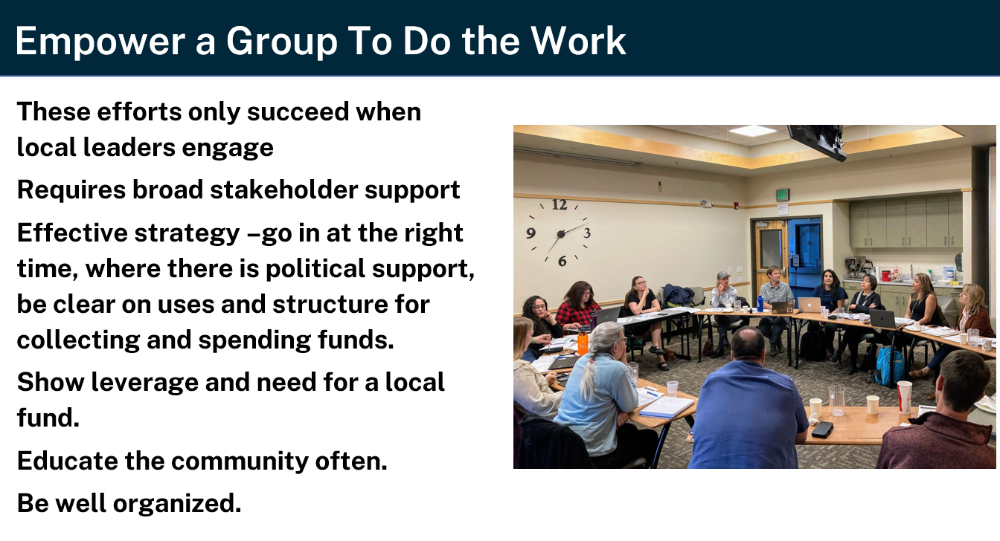 Empower a Group To Do the Work
These efforts only succeed when
local leaders engage
Requires broad stakeholder support
Effective strategy –go in at the right
time, where there is political support,
be clear on uses and structure for
collecting and spending funds.
Show leverage and need for a local
fund.
Educate the community often.
Be well organized.
12
9
3
6